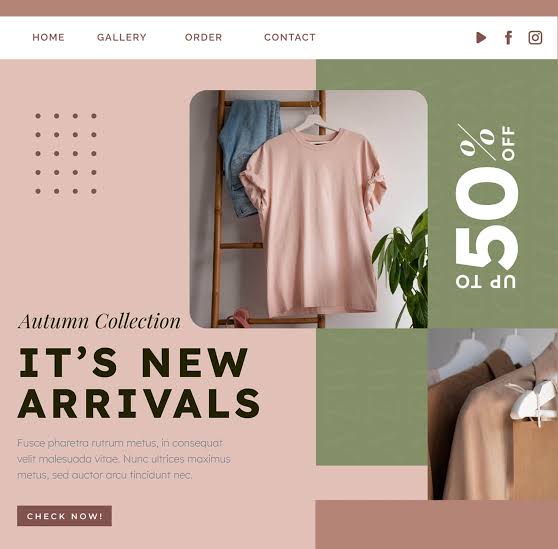 HOME GALLERY ORDER CONTACT
UP TO 50% OFF
Autumn Collection
IT’S NEW
ARRIVALS
Fusce pharetra rutrum metus, in consequat
velit malesuada vitae. Nunc ultrices maximus
metus, sed auctor arcu tincidunt nec.
CHECK NOW!